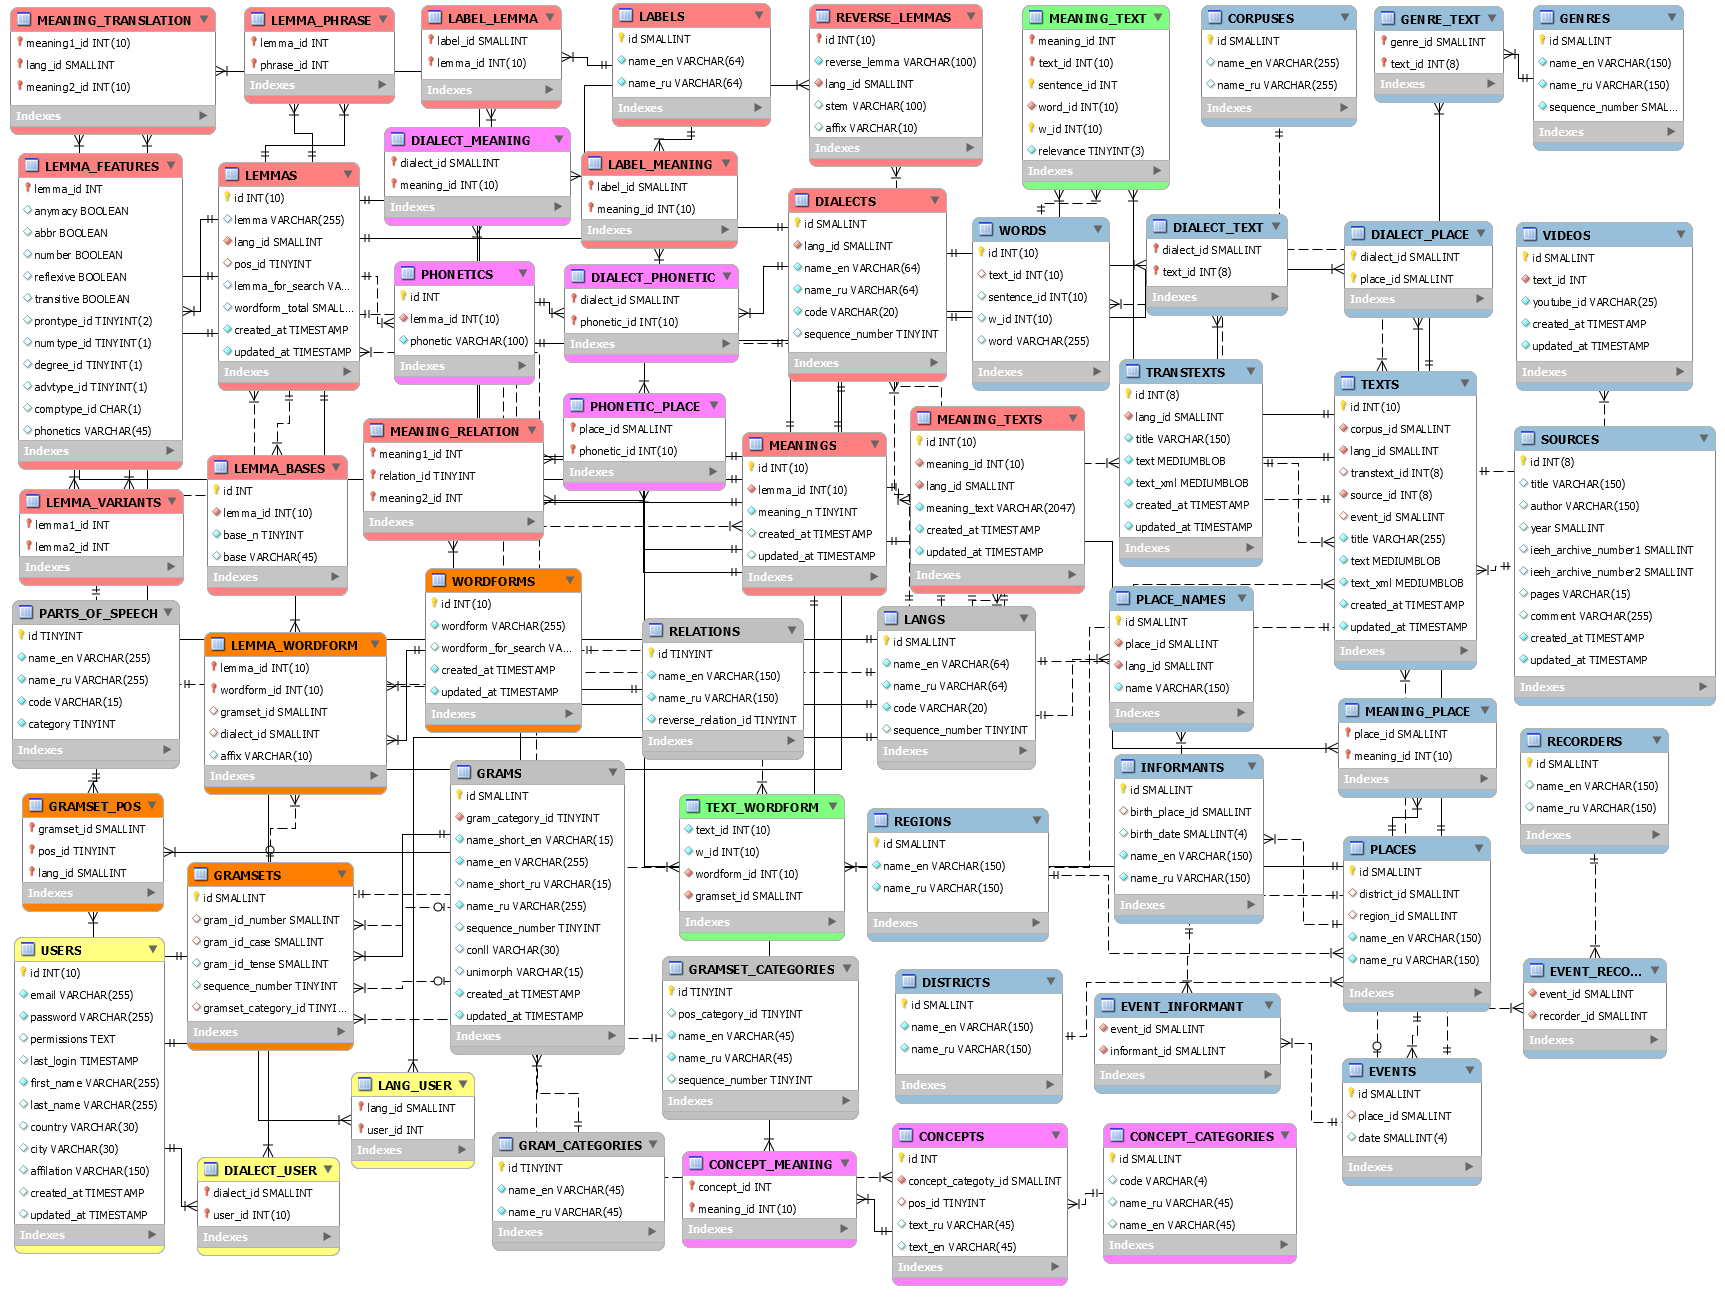 MEANING_TRANSLATION
meaning1_id INT(10)
lang_id SMALLINT
meaning2_id INT(10)
Indexes
LEMMA_PHRASE
lemma_id INT
phrase_id INT
Indexes
LABEL_LEMMA
label_id SMALLINT
lemma_id INT(10)
Indexes
LABELS
id SMALLINT
name_en VARCHAR(64)
name_ru VARCHAR(64)
Indexes
REVERSE_LEMMAS
id INT(10)
reverse_lemma VARCHAR(100)
lang_id SMALLINT
stem VARCHAR(100)
affix VARCHAR(10)
Indexes
MEANING_TEXT
meaning_id INT
text_id INT(10)
sentence_id INT
word_id INT(10)
w_id INT(10)
relevance TINYINT(3)
Indexes
CORPUSES
id SMALLINT
name_en VARCHAR(255)
name_ru VARCHAR(255)
Indexes
GENRE_TEXT
genre_id SMALLINT
text_id INT(8)
Indexes
GENRES
id SMALLINT
name_en VARCHAR(150)
name_ru VARCHAR(150)
sequence_number SMAL...
Indexes
LEMMA_FEATURES
lemma_id INT
anymacy BOOLEAN
abbr BOOLEAN
number BOOLEAN
reflexive BOOLEAN
transitive BOOLEAN
prontype_id TINYINT(2)
numtype_id TINYINT(1)
degree_id TINYINT(1)
advtype_id TINYINT(1)
comptype_id CHAR(1)
phonetics VARCHAR(45)
Indexes
LEMMAS
id INT(10)
lemma VARCHAR(255)
lang_id SMALLINT
pos_id TINYINT
lemma_for_search VA...
wordform_total SMALL...
created_at TIMESTAMP
updated_at TIMESTAMP
Indexes
DIALECT_MEANING
dialect_id SMALLINT
meaning_id INT(10)
Indexes
LABEL_MEANING
label_id SMALLINT
meaning_id INT(10)
Indexes
DIALECTS
id SMALLINT
lang_id SMALLINT
name_en VARCHAR(64)
name_ru VARCHAR(64)
code VARCHAR(20)
sequence_number TINYINT
Indexes
WORDS
id INT(10)
text_id INT(10)
sentence_id INT(10)
w_id INT(10)
word VARCHAR(255)
Indexes
DIALECT_TEXT
dialect_id SMALLINT
text_id INT(8)
Indexes
DIALECT_PLACE
dialect_id SMALLINT
place_id SMALLINT
Indexes
VIDEOS
id SMALLINT
text_id INT
youtube_id VARCHAR(25)
created_at TIMESTAMP
updated_at TIMESTAMP
Indexes
PHONETICS
id INT
lemma_id INT(10)
phonetic VARCHAR(100)
Indexes
DIALECT_PHONETIC
dialect_id SMALLINT
phonetic_id INT(10)
Indexes
TRANSTEXTS
id INT(8)
lang_id SMALLINT
title VARCHAR(150)
text MEDIUMBLOB
text_xml MEDIUMBLOB
created_at TIMESTAMP
updated_at TIMESTAMP
Indexes
TEXTS
id INT(10)
corpus_id SMALLINT
lang_id SMALLINT
transtext_id INT(8)
source_id INT(8)
event_id SMALLINT
title VARCHAR(255)
text MEDIUMBLOB
text_xml MEDIUMBLOB
created_at TIMESTAMP
updated_at TIMESTAMP
Indexes
PHONETIC_PLACE
place_id SMALLINT
phonetic_id INT(10)
Indexes
MEANING_RELATION
meaning1_id INT
relation_id TINYINT
meaning2_id INT
Indexes
MEANINGS
id INT(10)
lemma_id INT(10)
meaning_n TINYINT
created_at TIMESTAMP
updated_at TIMESTAMP
Indexes
MEANING_TEXTS
id INT(10)
meaning_id INT(10)
lang_id SMALLINT
meaning_text VARCHAR(2047)
created_at TIMESTAMP
updated_at TIMESTAMP
Indexes
SOURCES
id INT(8)
title VARCHAR(150)
author VARCHAR(150)
year SMALLINT
ieeh_archive_number1 SMALLINT
ieeh_archive_number2 SMALLINT
pages VARCHAR(15)
comment VARCHAR(255)
created_at TIMESTAMP
updated_at TIMESTAMP
Indexes
LEMMA_BASES
id INT
lemma_id INT(10)
base_n TINYINT
base VARCHAR(45)
Indexes
LEMMA_VARIANTS
lemma1_id INT
lemma2_id INT
Indexes
WORDFORMS
id INT(10)
wordform VARCHAR(255)
wordform_for_search VA...
created_at TIMESTAMP
updated_at TIMESTAMP
Indexes
PARTS_OF_SPEECH
id TINYINT
name_en VARCHAR(255)
name_ru VARCHAR(255)
code VARCHAR(15)
category TINYINT
Indexes
LEMMA_WORDFORM
lemma_id INT(10)
wordform_id INT(10)
gramset_id SMALLINT
dialect_id SMALLINT
affix VARCHAR(10)
Indexes
RELATIONS
id TINYINT
name_en VARCHAR(150)
name_ru VARCHAR(150)
reverse_relation_id TINYINT
Indexes
LANGS
id SMALLINT
name_en VARCHAR(64)
name_ru VARCHAR(64)
code VARCHAR(20)
sequence_number TINYINT
Indexes
PLACE_NAMES
id SMALLINT
place_id SMALLINT
lang_id SMALLINT
name VARCHAR(150)
Indexes
MEANING_PLACE
place_id SMALLINT
meaning_id INT(10)
Indexes
RECORDERS
id SMALLINT
name_en VARCHAR(150)
name_ru VARCHAR(150)
Indexes
GRAMS
id SMALLINT
gram_category_id TINYINT
name_short_en VARCHAR(15)
name_en VARCHAR(255)
name_short_ru VARCHAR(15)
name_ru VARCHAR(255)
sequence_number TINYINT
conll VARCHAR(30)
unimorph VARCHAR(15)
created_at TIMESTAMP
updated_at TIMESTAMP
Indexes
INFORMANTS
id SMALLINT
birth_place_id SMALLINT
birth_date SMALLINT(4)
name_en VARCHAR(150)
name_ru VARCHAR(150)
Indexes
GRAMSET_POS
gramset_id SMALLINT
pos_id TINYINT
lang_id SMALLINT
Indexes
TEXT_WORDFORM
text_id INT(10)
w_id INT(10)
wordform_id INT(10)
gramset_id SMALLINT
Indexes
REGIONS
id SMALLINT
name_en VARCHAR(150)
name_ru VARCHAR(150)
Indexes
PLACES
id SMALLINT
district_id SMALLINT
region_id SMALLINT
name_en VARCHAR(150)
name_ru VARCHAR(150)
Indexes
GRAMSETS
id SMALLINT
gram_id_number SMALLINT
gram_id_case SMALLINT
gram_id_tense SMALLINT
sequence_number TINYINT
gramset_category_id TINYI...
Indexes
USERS
id INT(10)
email VARCHAR(255)
password VARCHAR(255)
permissions TEXT
last_login TIMESTAMP
first_name VARCHAR(255)
last_name VARCHAR(255)
country VARCHAR(30)
city VARCHAR(30)
affilation VARCHAR(150)
created_at TIMESTAMP
updated_at TIMESTAMP
Indexes
GRAMSET_CATEGORIES
id TINYINT
pos_category_id TINYINT
name_en VARCHAR(45)
name_ru VARCHAR(45)
sequence_number TINYINT
Indexes
DISTRICTS
id SMALLINT
name_en VARCHAR(150)
name_ru VARCHAR(150)
Indexes
EVENT_INFORMANT
event_id SMALLINT
informant_id SMALLINT
Indexes
EVENT_RECO...
event_id SMALLINT
recorder_id SMALLINT
Indexes
EVENTS
id SMALLINT
place_id SMALLINT
date SMALLINT(4)
Indexes
LANG_USER
lang_id SMALLINT
user_id INT
Indexes
DIALECT_USER
dialect_id SMALLINT
user_id INT(10)
Indexes
GRAM_CATEGORIES
id TINYINT
name_en VARCHAR(45)
name_ru VARCHAR(45)
Indexes
CONCEPT_MEANING
concept_id INT
meaning_id INT(10)
Indexes
CONCEPTS
id INT
concept_categoty_id SMALLINT
pos_id TINYINT
text_ru VARCHAR(45)
text_en VARCHAR(45)
Indexes
CONCEPT_CATEGORIES
id SMALLINT
code VARCHAR(4)
name_ru VARCHAR(45)
name_en VARCHAR(45)
Indexes